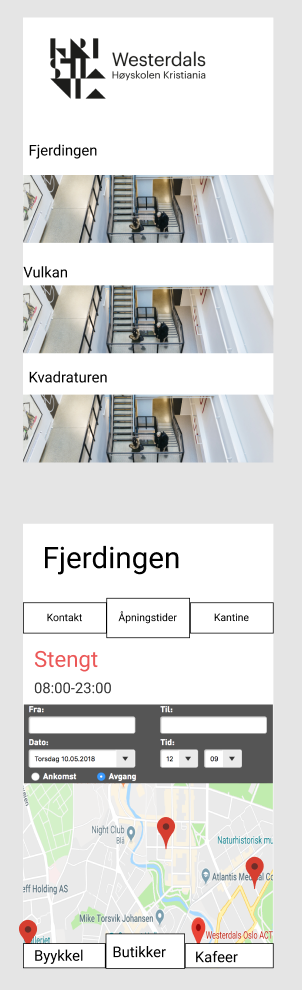 Westerdals
Høyskolen Kristiania
Fjerdingen
Vulkan
Kvadraturen
Fjerdingen
Kontakt
Åpningstider
Kantine
Stengt
08:00-23:00
Fra:
Til:
Dato:
Tid:
Torsdag 10.05.2018
12
09
Ankomst
Avgang
Night Club
Blå
Naturhistorisk mu
eff Holding AS
Atlantis Medical Co
Mike Torsvik Johansen
Westerdals Oslo ACT
Byykkel
Butikker
Kafeer